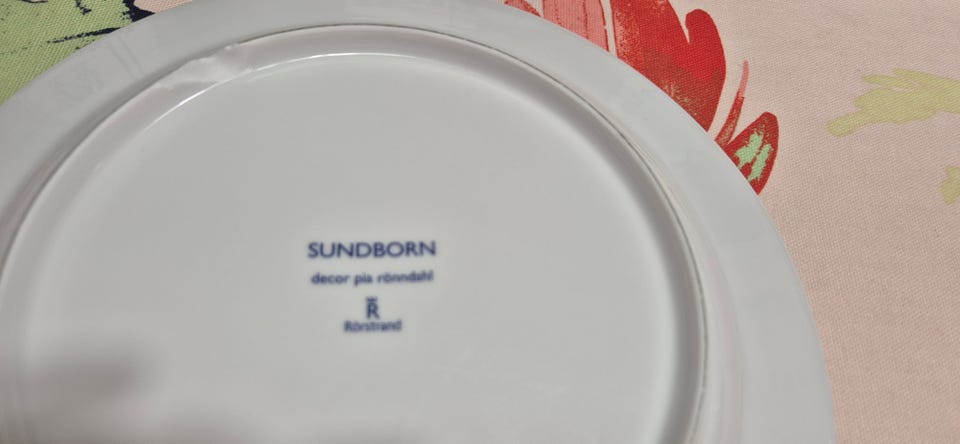 SUNDBORN
decor pia rönndahl
R
Rörstrand